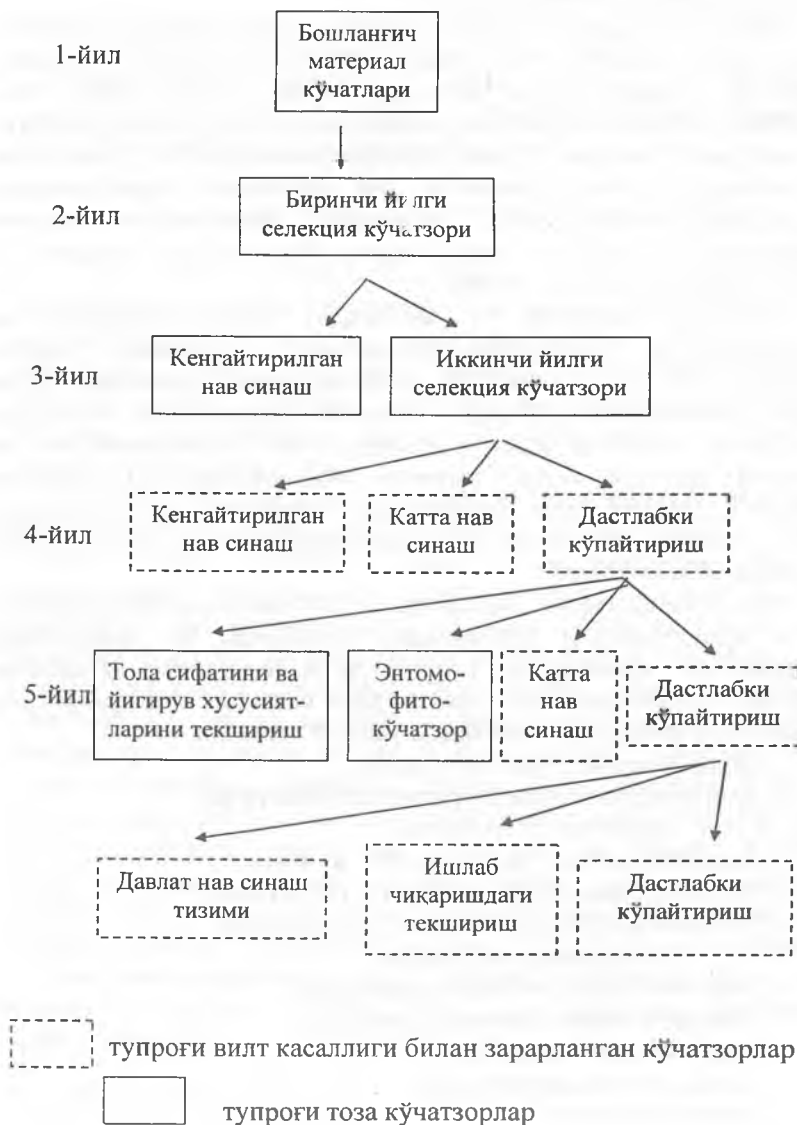 1-йил
Бошланғич
материал
кўчатлари
2-йил
Биринчи йилги
селекция кўчатзори
3-йил
Кенгайтирилган
нав синаш
Иккинчи йилги
селекция кўчатзори
4-йил
Кенгайтирилган
нав синаш
Катта нав
синаш
Дастлабки
кўпайтириш
5-йил
Тола сифатини ва
йигирув хусусият-
ларини текшириш
Энтомо-
фито-
кўчатзор
Катта
нав
синаш
Дастлабки
кўпайтириш
Давлат нав синаш
тизими
Ишлаб
чиқаришдаги
текшириш
Дастлабки
кўпайтириш
тупроғи вилт касаллиги билан зарарланган кўчатзорлар
тупроғи тоза кўчатзорлар